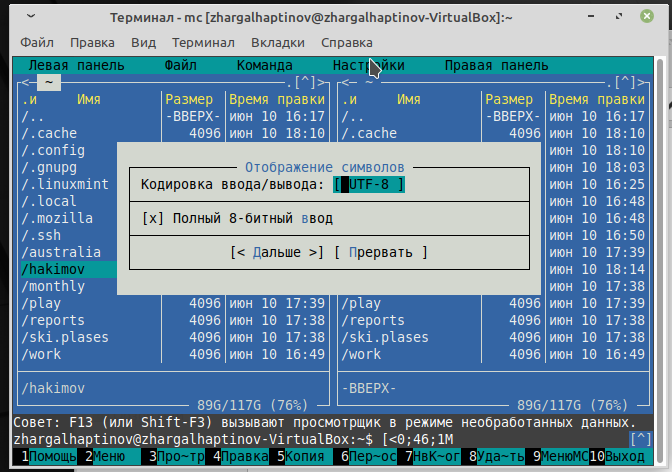 Терминал - mc [zhargalhaptinov@zhargalhaptinov-VirtualBox]:~
Файл Правка Вид Терминал Вкладки Справка
Левая панель Файл Команда Настройки Правая панель
<─ ~ .[^]> <─ ~ .[^]>
.и Имя Размер Время правки .и Имя Размер Время правки
/.. -ВВЕРХ- июн 10 16:17 /.. -ВВЕРХ- июн 10 16:17
/.cache 4096 июн 10 18:10 /.cache 4096 июн 10 18:10
/.config июн 10 18:03
/.gnupg июн 10 16:25
/.linuxmint июн 10 16:48
/.local июн 10 16:48
/.mozilla июн 10 16:50
/.ssh июн 10 17:39
/australia июн 10 18:14
/hakimov июн 10 17:38
/monthly
Отображение символов
Кодировка ввода/вывода: [ UTF-8 ]
[x] Полный 8-битный ввод
[< Дальше >] [ Прервать ]
/play 4096 июн 10 17:39 /play 4096 июн 10 17:39
/reports 4096 июн 10 17:38 /reports 4096 июн 10 17:38
/ski.plases 4096 июн 10 17:38 /ski.plases 4096 июн 10 17:38
/work 4096 июн 10 16:49 /work 4096 июн 10 16:49
/hakimov -ВВЕРХ-
89G/117G (76%) 89G/117G (76%)
Совет: F13 (или Shift-F3) вызывают просмотрщик в режиме необработанных данных.
zhargalhaptinov@zhargalhaptinov-VirtualBox:~$ [<0;46;1M [^]
1Помощь 2Меню 3Про~тр 4Правка 5Копия 6Пер~ос 7НвК~ог 8Уда~ть 9МенюMC 10Выход